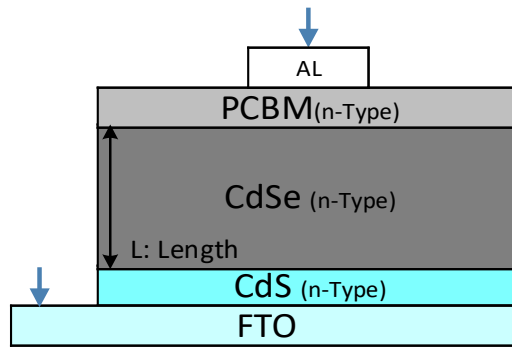 AL
PCBM(n-Type)
CdSe (n-Type)
L: Length
CdS (n-Type)
FTO